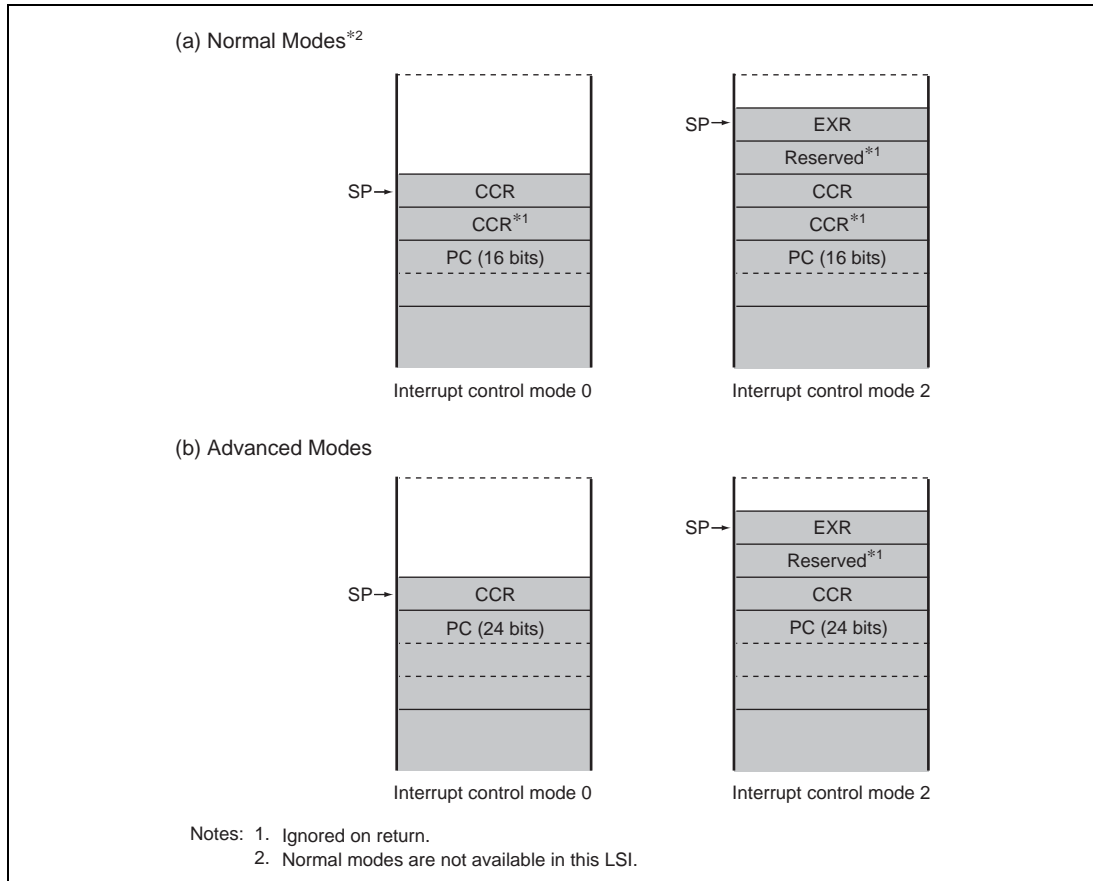 (a) Normal Modes*2
SP
CCR
CCR*1
PC (16 bits)
Interrupt control mode 0
SP
EXR
Reserved*1
CCR
CCR*1
PC (16 bits)
Interrupt control mode 2
(b) Advanced Modes
SP
CCR
PC (24 bits)
Interrupt control mode 0
SP
EXR
Reserved*1
CCR
PC (24 bits)
Interrupt control mode 2
Notes: 1. Ignored on return.
2. Normal modes are not available in this LSI.